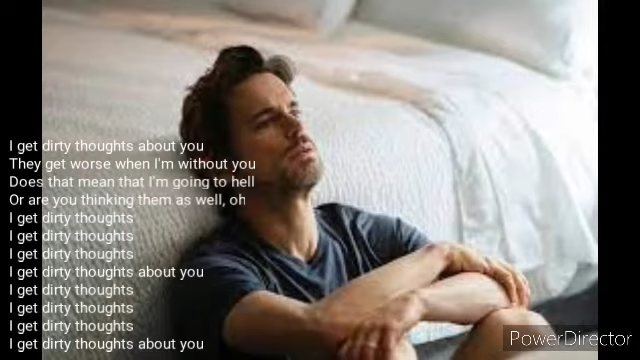 I get dirty thoughts about you
They get worse when I'm without you
Does that mean that I'm going to hell
Or are you thinking them as well, oh
I get dirty thoughts
I get dirty thoughts
I get dirty thoughts
I get dirty thoughts about you
I get dirty thoughts
I get dirty thoughts
I get dirty thoughts
I get dirty thoughts about you
PowerDirector